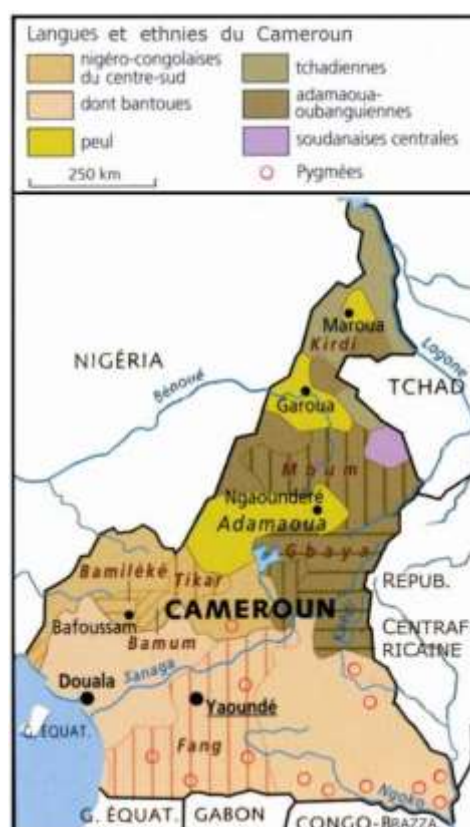 Langues et ethnies du Cameroun
nigéro-congolaises
du centre-sud
dont bantoues
peul
250 km
tchadiennes
adamaoua-
oubanguiennes
soudanaises centrales
Pygmées
Maroua
Kirdi
Logone
NIGÉRIA
TCHAD
Bénoué
Garoua
Mbum
Ngaoundéré
Adamaoua
Gbaya
Bamiléké
Tikar
RÉPUB.
CAMEROUN
CENTRAF
RICAINE
Bafoussam
Bamum
Sanaga
Douala
Yaoundé
G. ÉQUAT.
Fang
Ngoko
G. ÉQUAT.
GABON
CONGO-BRAZZA